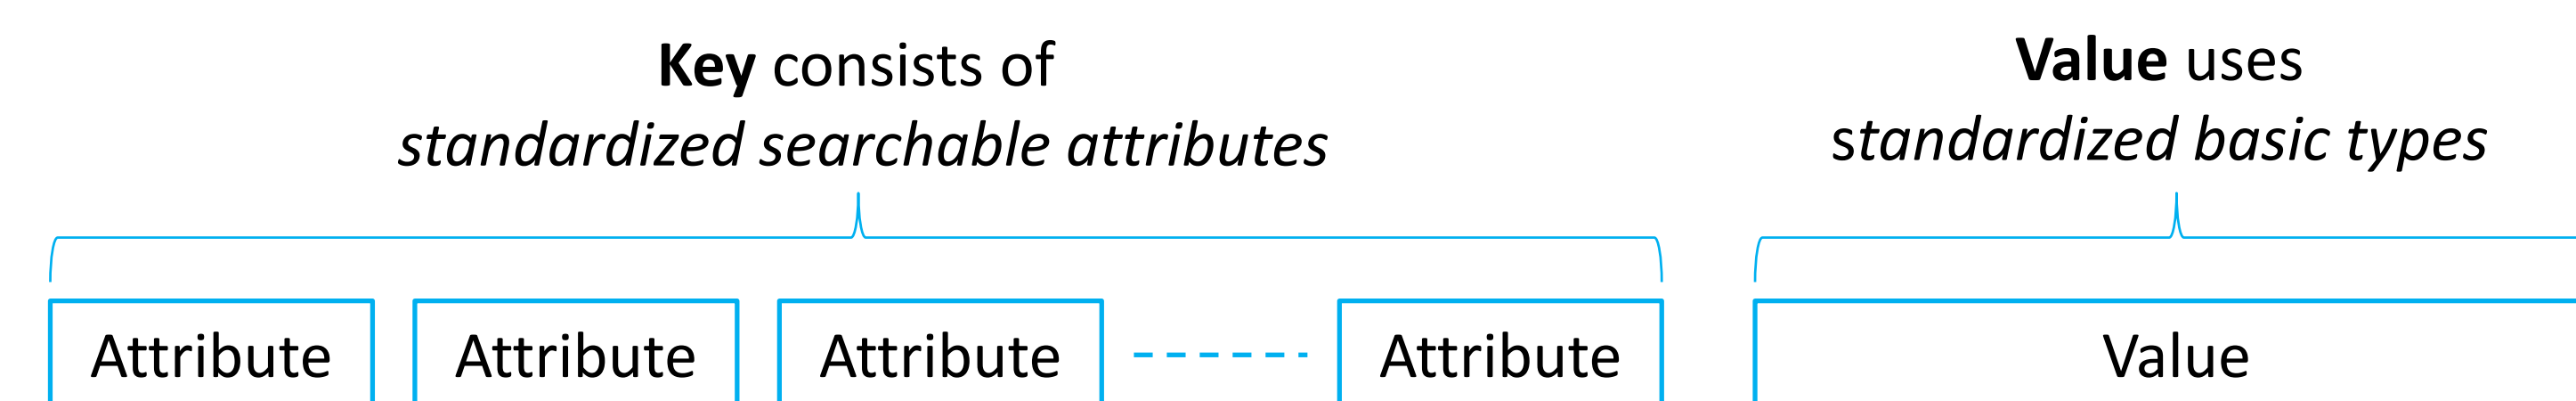 Key consists of
standardized searchable attributes
Value uses
standardized basic types
Attribute Attribute Attribute Attribute Value